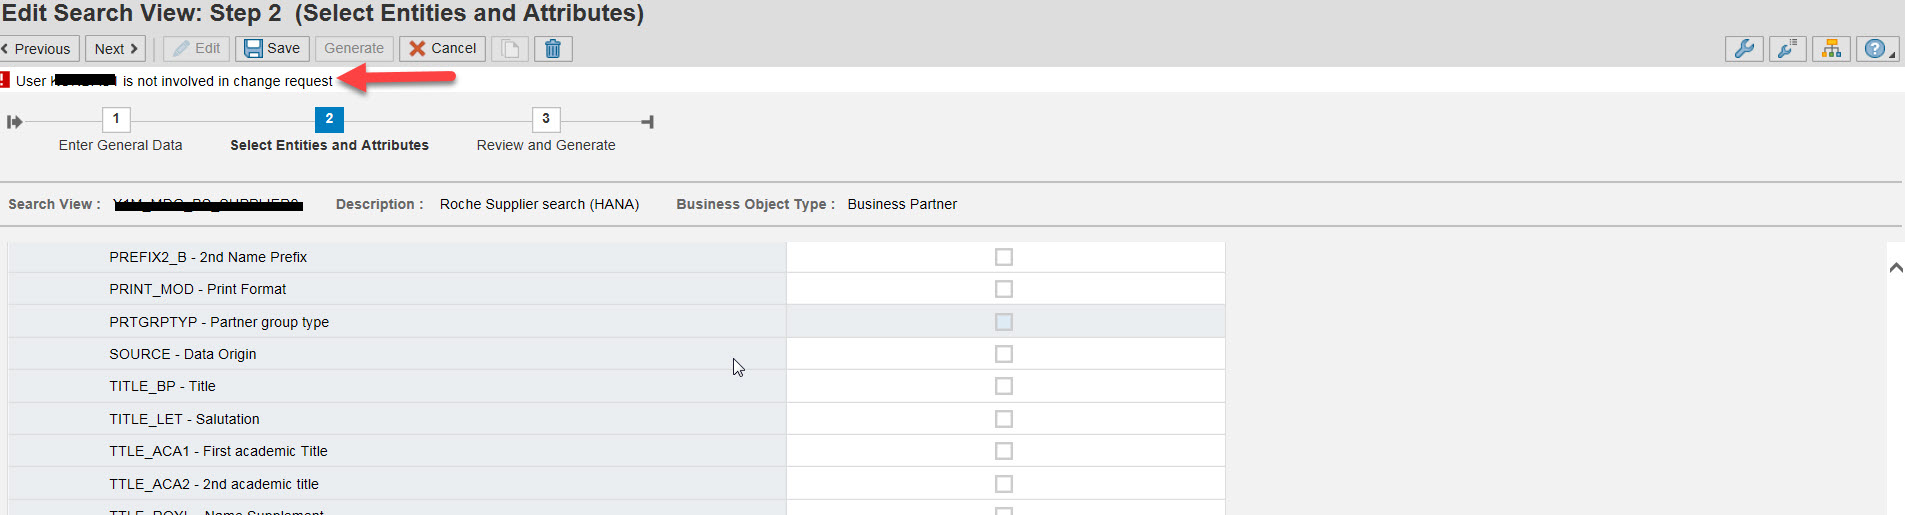 Edit Search View: Step 2 (Select Entities and Attributes)
Previous Next Edit Save Generate Cancel
User is not involved in change request
1 2 3
Enter General Data Select Entities and Attributes Review and Generate
Search View : Description : Roche Supplier search (HANA) Business Object Type : Business Partner
PREFIX2_B - 2nd Name Prefix
PRINT_MOD - Print Format
PRTGRPTYP - Partner group type
SOURCE - Data Origin
TITLE_BP - Title
TITLE_LET - Salutation
TTLE_ACA1 - First academic Title
TTLE_ACA2 - 2nd academic title
TTLE_ROYL - Name Supplement